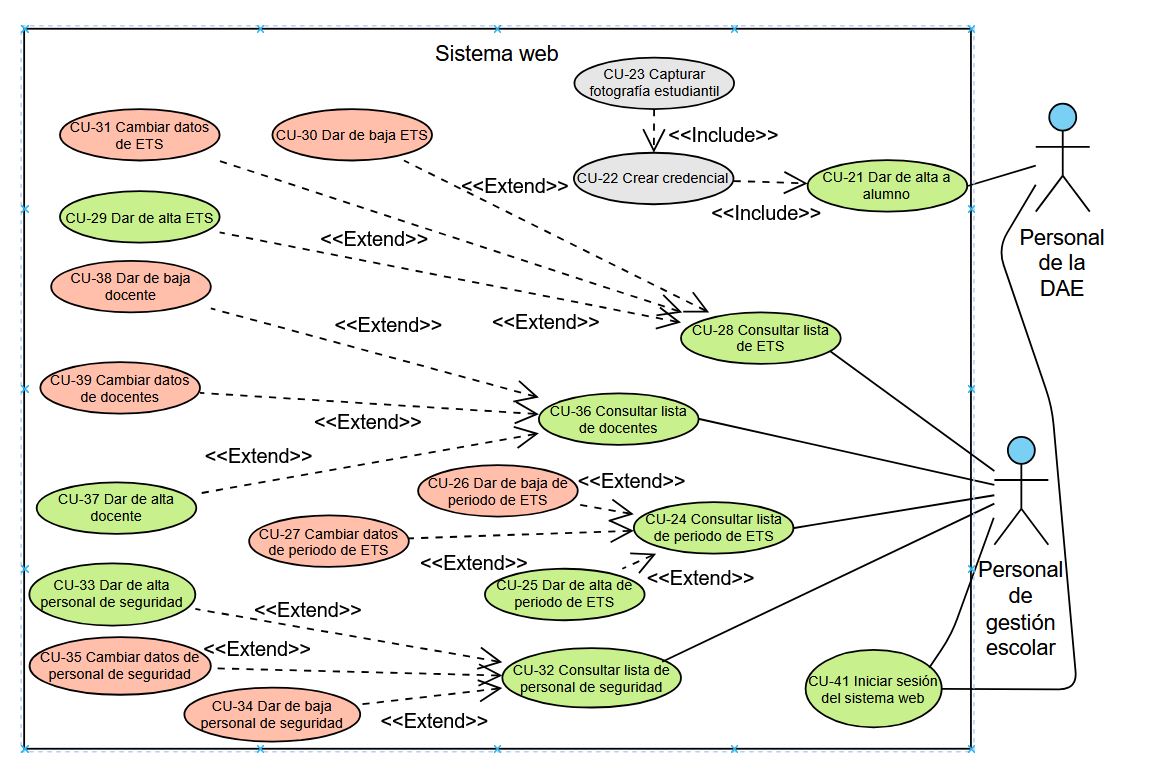 Sistema web
CU-23 Capturar
fotografía estudiantil
CU-31 Cambiar datos
de ETS
CU-30 Dar de baja ETS
<<Include>>
CU-22 Crear credencial
CU-21 Dar de alta a
alumno
<<Extend>>
<<Include>>
CU-29 Dar de alta ETS
<<Extend>>
Personal
de la
DAE
CU-38 Dar de baja
docente
<<Extend>>
<<Extend>>
CU-28 Consultar lista
de ETS
CU-39 Cambiar datos
de docentes
<<Extend>>
CU-36 Consultar lista
de docentes
<<Extend>>
CU-37 Dar de alta
docente
CU-26 Dar de baja de
periodo de ETS
<<Extend>>
CU-27 Cambiar datos
de periodo de ETS
CU-24 Consultar lista
de periodo de ETS
<<Extend>>
CU-25 Dar de alta de
periodo de ETS
<<Extend>>
Personal
de
gestión
escolar
CU-33 Dar de alta
personal de seguridad
<<Extend>>
CU-35 Cambiar datos de
personal de seguridad
<<Extend>>
CU-32 Consultar lista de
personal de seguridad
CU-34 Dar de baja
personal de seguridad
<<Extend>>
CU-41 Iniciar sesión
del sistema web